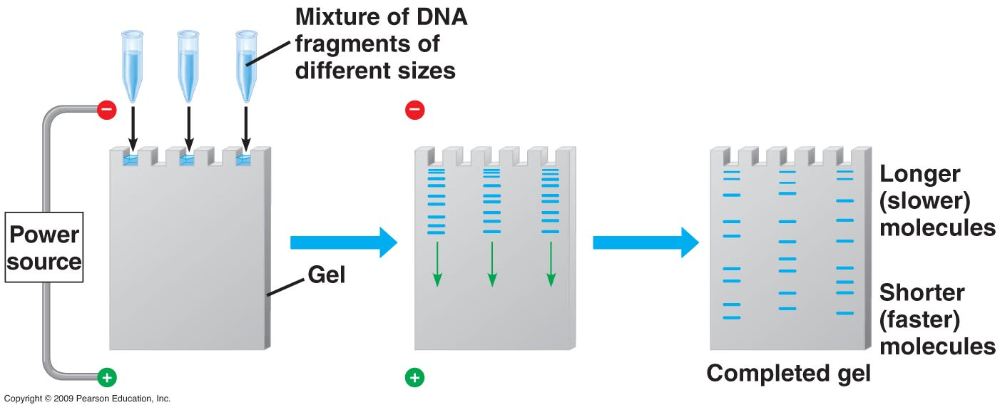 Mixture of DNA
fragments of
different sizes
−
−
Power
source
Gel
Longer
(slower)
molecules
Shorter
(faster)
molecules
+
+
Completed gel
Copyright © 2009 Pearson Education, Inc.